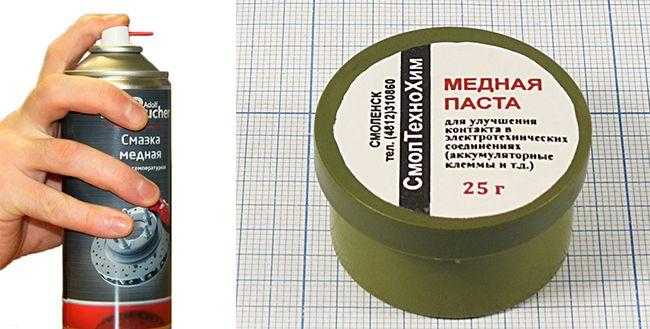 Adolf
Bucher
Смазка
медная
СмолТехноХим
СМОЛЕНСК
тел. (4812)310860
МЕДНАЯ
ПАСТА
для улучшения
контакта в
электротехнических
соединениях
(аккумуляторные
клеммы и т.д.)
25 г